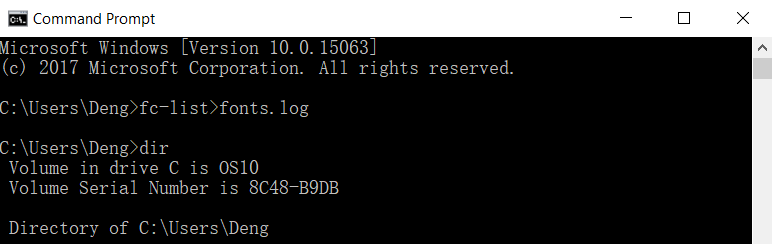 Command Prompt
Microsoft Windows [Version 10.0.15063]
(c) 2017 Microsoft Corporation. All rights reserved.
C:\Users\Deng>fc-list>fonts.log
C:\Users\Deng>dir
Volume in drive C is OS10
Volume Serial Number is 8C48-B9DB
Directory of C:\Users\Deng